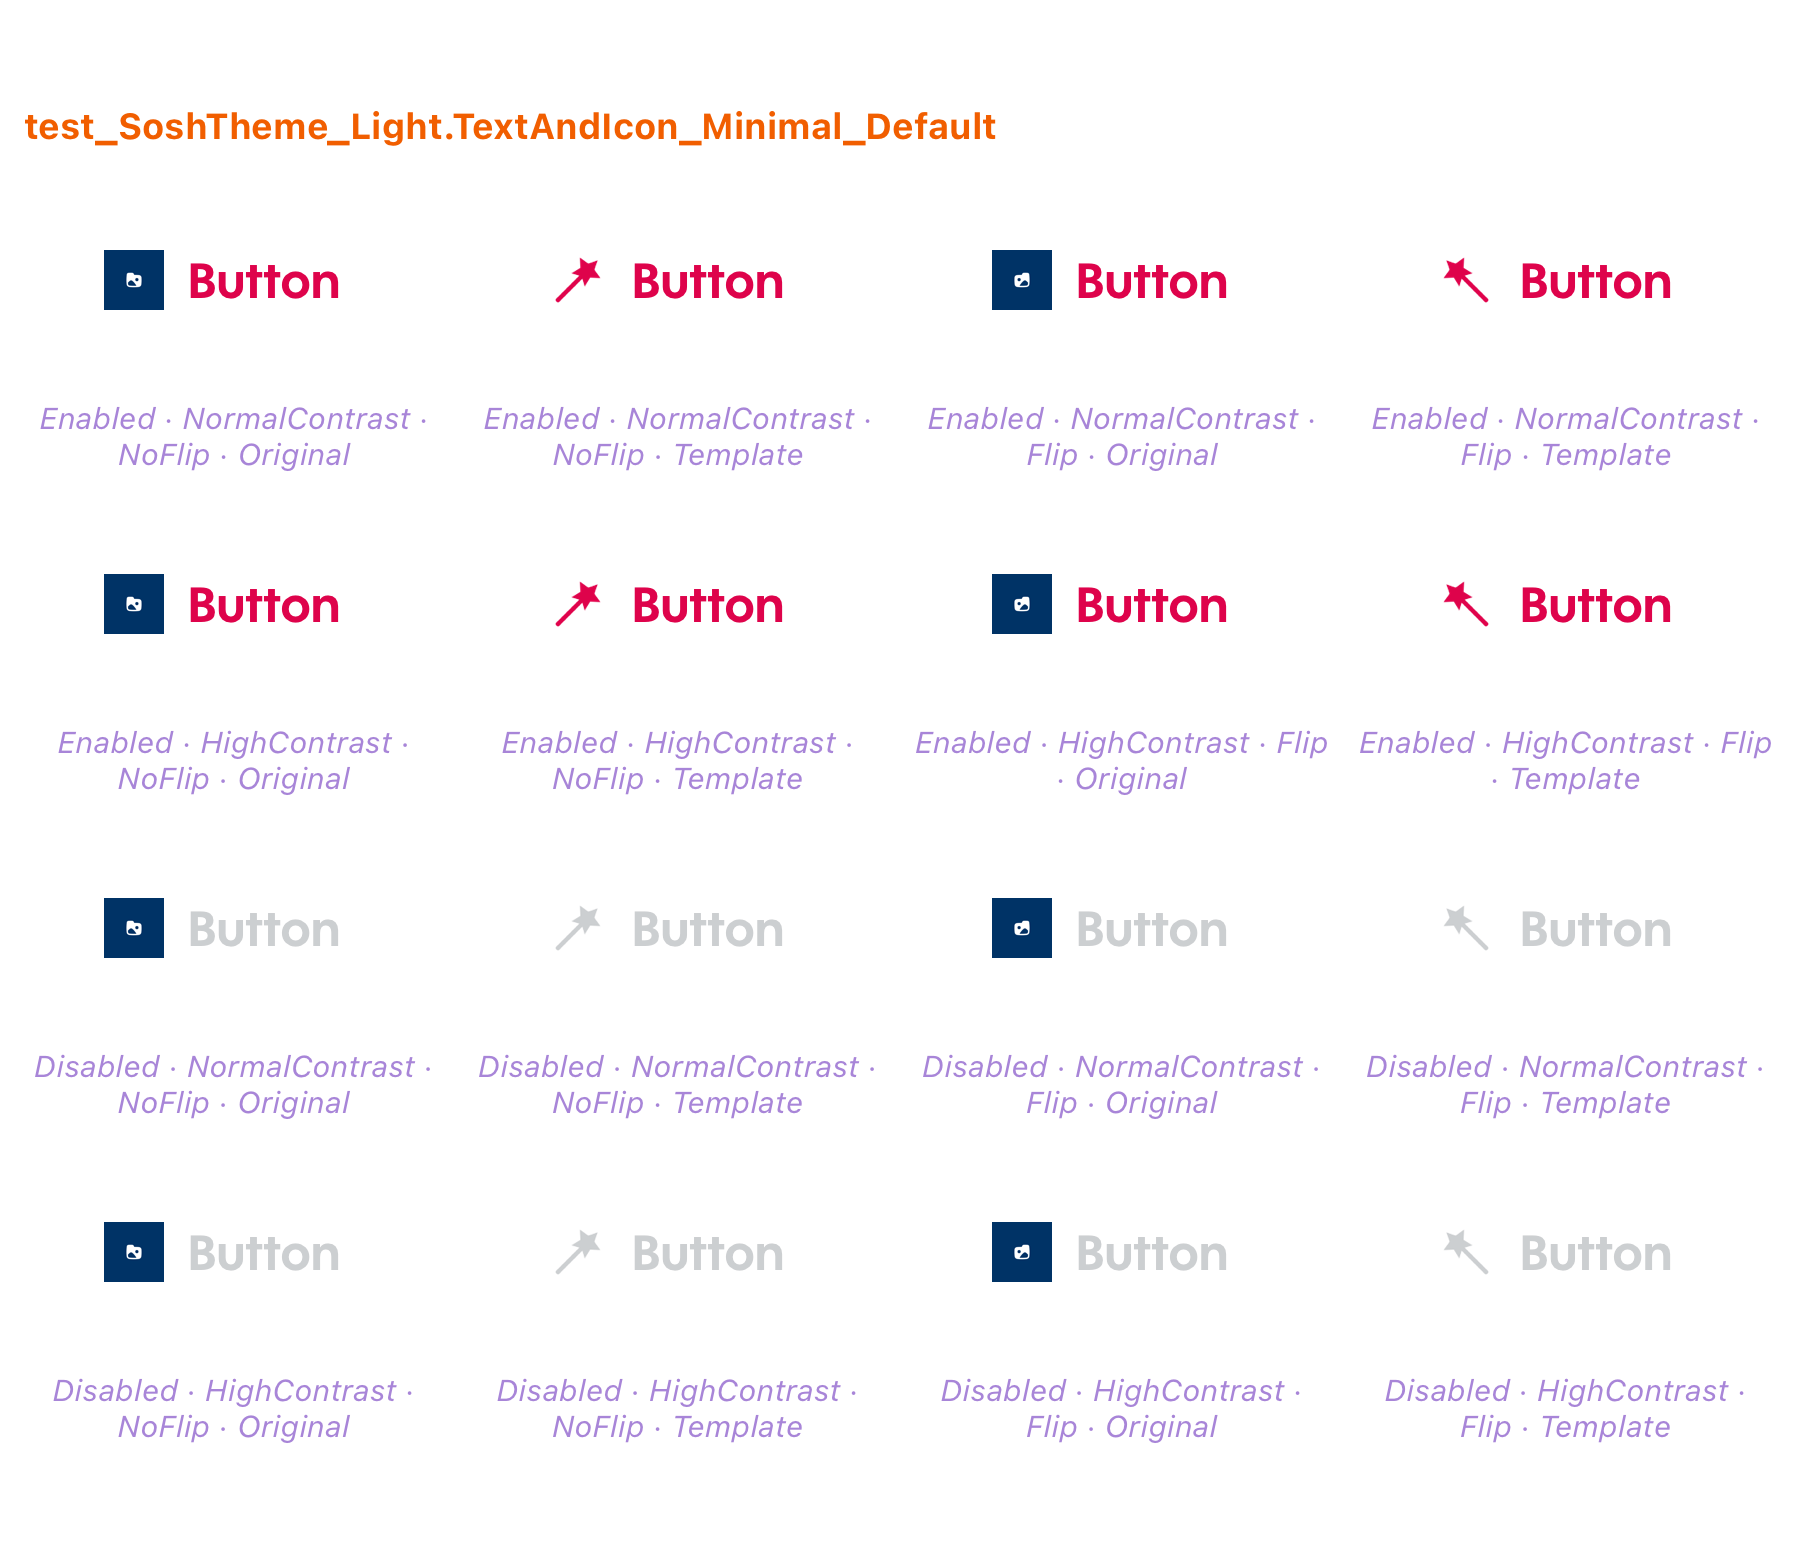 test_SoshTheme_Light.TextAndIcon_Minimal_Default
Button Button Button Button
Enabled · NormalContrast · Enabled · NormalContrast · Enabled · NormalContrast · Enabled · NormalContrast ·
NoFlip · Original NoFlip · Template Flip · Original Flip · Template
Button Button Button Button
Enabled · HighContrast · Enabled · HighContrast · Enabled · HighContrast · Flip Enabled · HighContrast · Flip
NoFlip · Original NoFlip · Template · Original · Template
Button Button Button Button
Disabled · NormalContrast · Disabled · NormalContrast · Disabled · NormalContrast · Disabled · NormalContrast ·
NoFlip · Original NoFlip · Template Flip · Original Flip · Template
Button Button Button Button
Disabled · HighContrast · Disabled · HighContrast · Disabled · HighContrast · Disabled · HighContrast ·
NoFlip · Original NoFlip · Template Flip · Original Flip · Template